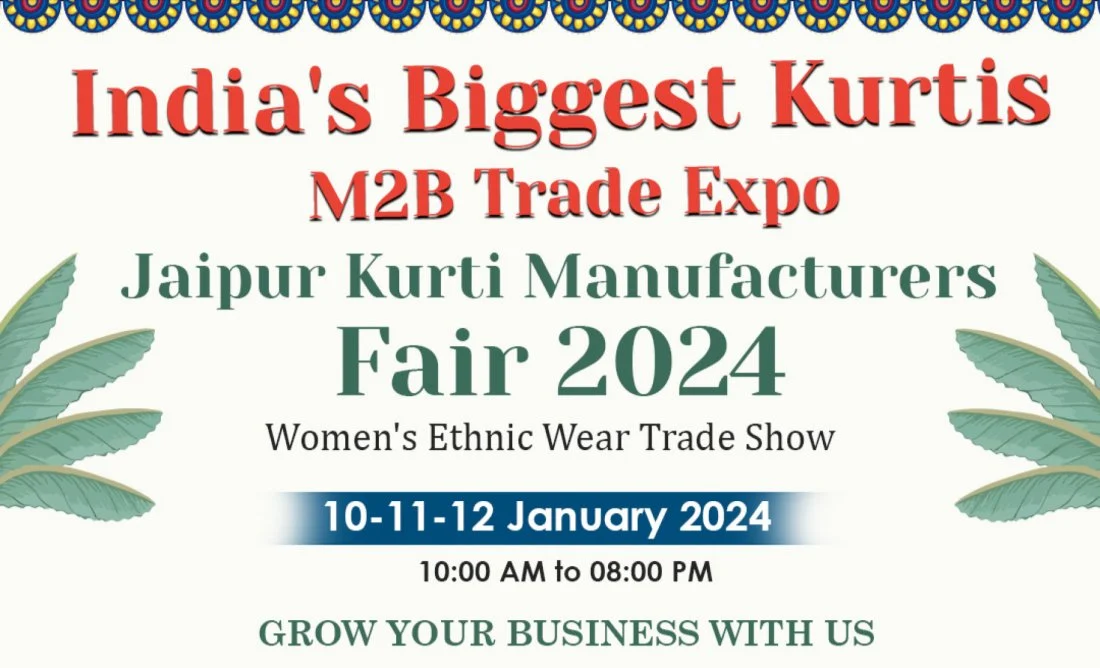 India's Biggest Kurtis
M2B Trade Expo
Jaipur Kurti Manufacturers
Fair 2024
Women's Ethnic Wear Trade Show
10-11-12 January 2024
10:00 AM to 08:00 PM
GROW YOUR BUSINESS WITH US